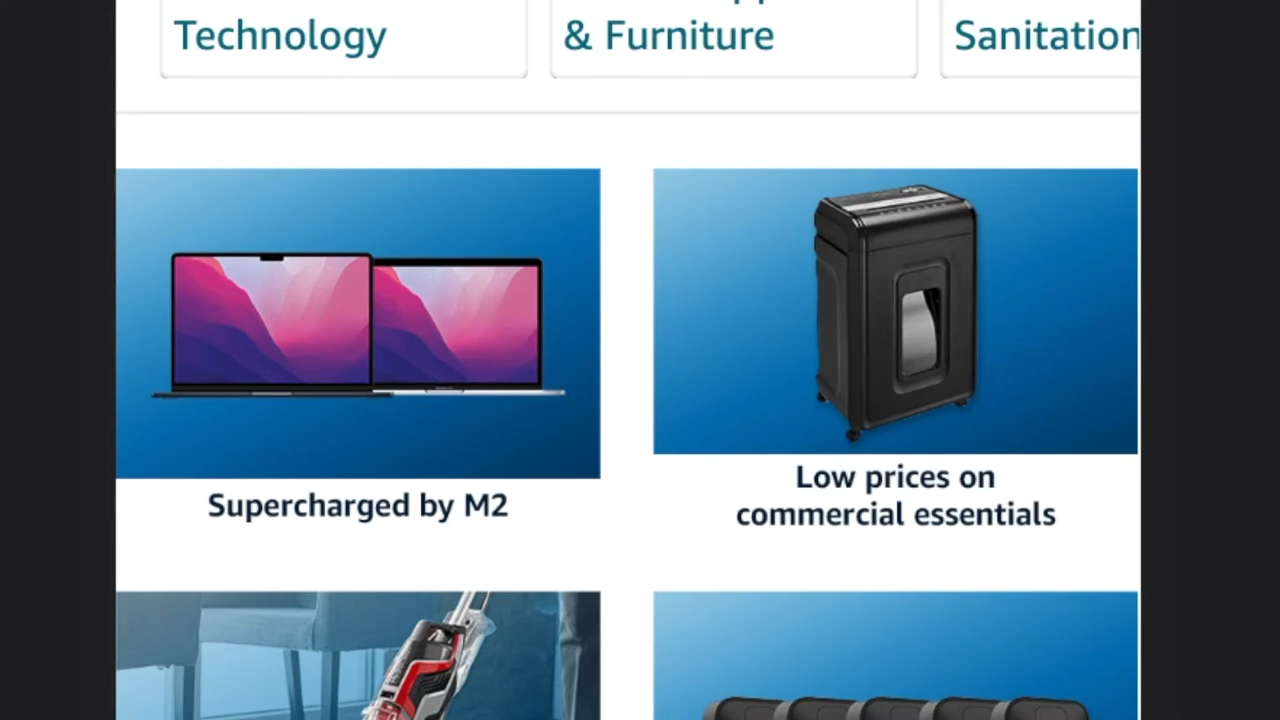 Technology
& Furniture
Sanitation
Supercharged by M2
Low prices on
commercial essentials